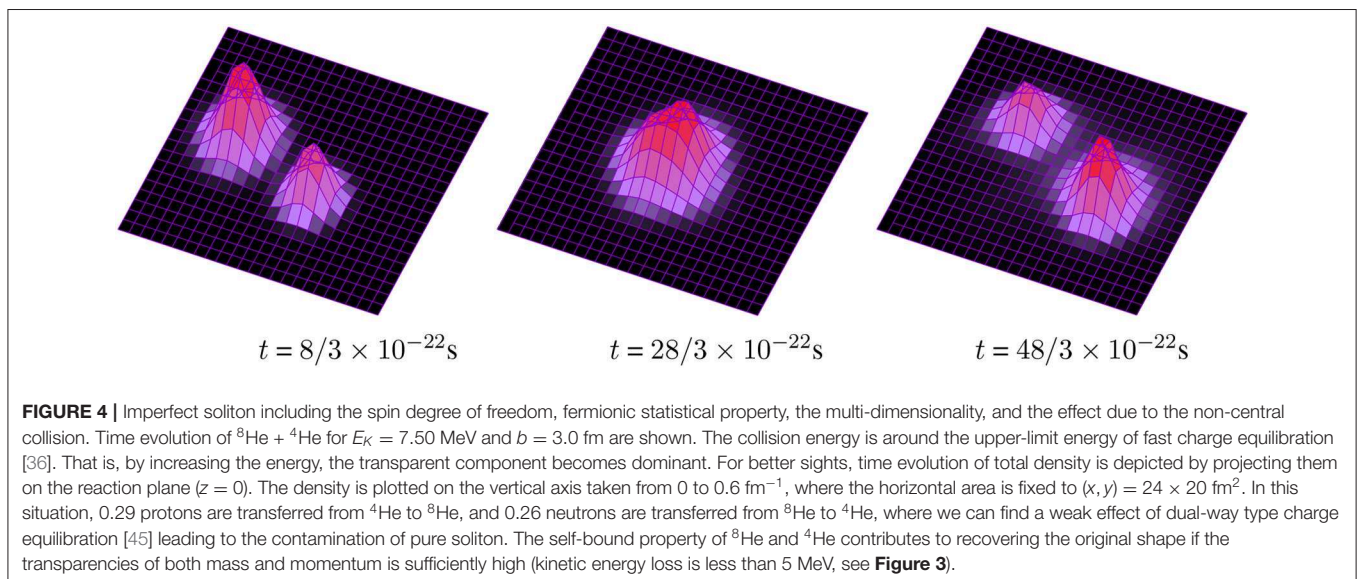 t = 8/3 × 10⁻²²s
t = 28/3 × 10⁻²²s
t = 48/3 × 10⁻²²s
FIGURE 4 | Imperfect soliton including the spin degree of freedom, fermionic statistical property, the multi-dimensionality, and the effect due to the non-central
collision. Time evolution of ⁸He + ⁴He for E_K = 7.50 MeV and b = 3.0 fm are shown. The collision energy is around the upper-limit energy of fast charge equilibration
[36]. That is, by increasing the energy, the transparent component becomes dominant. For better sights, time evolution of total density is depicted by projecting them
on the reaction plane (z = 0). The density is plotted on the vertical axis taken from 0 to 0.6 fm⁻¹, where the horizontal area is fixed to (x, y) = 24 × 20 fm². In this
situation, 0.29 protons are transferred from ⁴He to ⁸He, and 0.26 neutrons are transferred from ⁸He to ⁴He, where we can find a weak effect of dual-way type charge
equilibration [45] leading to the contamination of pure soliton. The self-bound property of ⁸He and ⁴He contributes to recovering the original shape if the
transparencies of both mass and momentum is sufficiently high (kinetic energy loss is less than 5 MeV, see Figure 3).